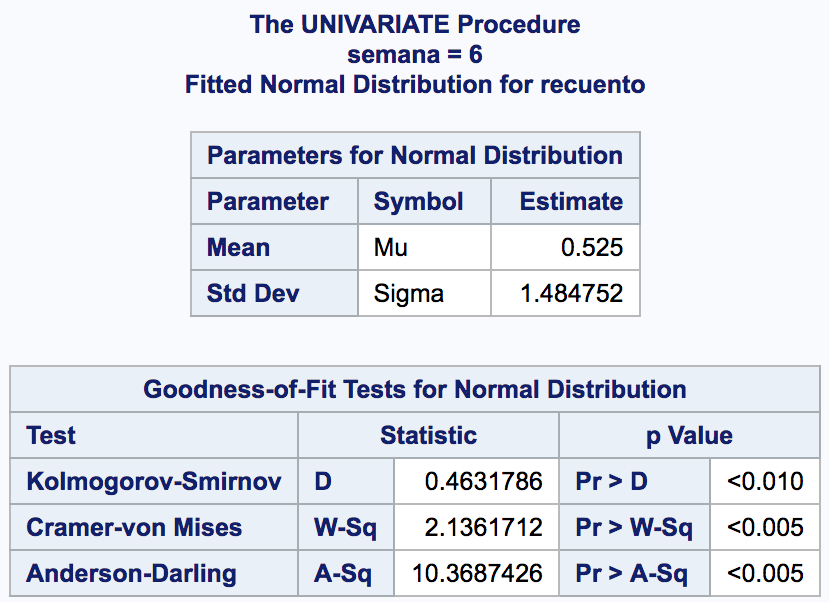 The UNIVARIATE Procedure
semana = 6
Fitted Normal Distribution for recuento
Parameters for Normal Distribution
Parameter Symbol Estimate
Mean Mu 0.525
Std Dev Sigma 1.484752
Goodness-of-Fit Tests for Normal Distribution
Test Statistic p Value
Kolmogorov-Smirnov D 0.4631786 Pr > D <0.010
Cramer-von Mises W-Sq 2.1361712 Pr > W-Sq <0.005
Anderson-Darling A-Sq 10.3687426 Pr > A-Sq <0.005